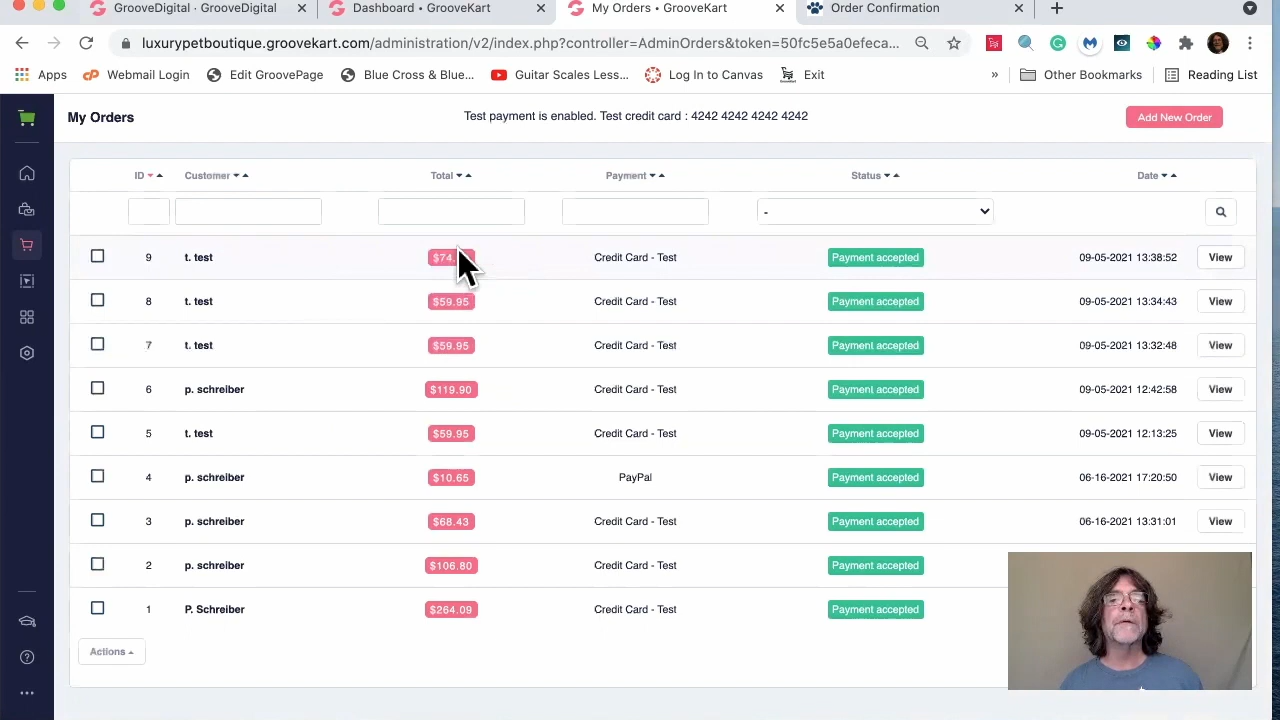 GrooveDigital • GrooveDigital
Dashboard • GrooveKart
My Orders • GrooveKart
Order Confirmation
luxurypetboutique.groovekart.com/administration/v2/index.php?controller=AdminOrders&token=50fc5e5a0efeca...
Apps
Webmail Login
Edit GroovePage
Blue Cross & Blue...
Guitar Scales Less...
Log In to Canvas
Exit
»
Other Bookmarks
Reading List
My Orders
Test payment is enabled. Test credit card : 4242 4242 4242 4242
Add New Order
ID Customer Total Payment Status Date
-
9 t. test $74. Credit Card - Test Payment accepted 09-05-2021 13:38:52 View
8 t. test $59.95 Credit Card - Test Payment accepted 09-05-2021 13:34:43 View
7 t. test $59.95 Credit Card - Test Payment accepted 09-05-2021 13:32:48 View
6 p. schreiber $119.90 Credit Card - Test Payment accepted 09-05-2021 12:42:58 View
5 t. test $59.95 Credit Card - Test Payment accepted 09-05-2021 12:13:25 View
4 p. schreiber $10.65 PayPal Payment accepted 06-16-2021 17:20:50 View
3 p. schreiber $68.43 Credit Card - Test Payment accepted 06-16-2021 13:31:01 View
2 p. schreiber $106.80 Credit Card - Test Payment accepted
1 P. Schreiber $264.09 Credit Card - Test Payment accepted
Actions